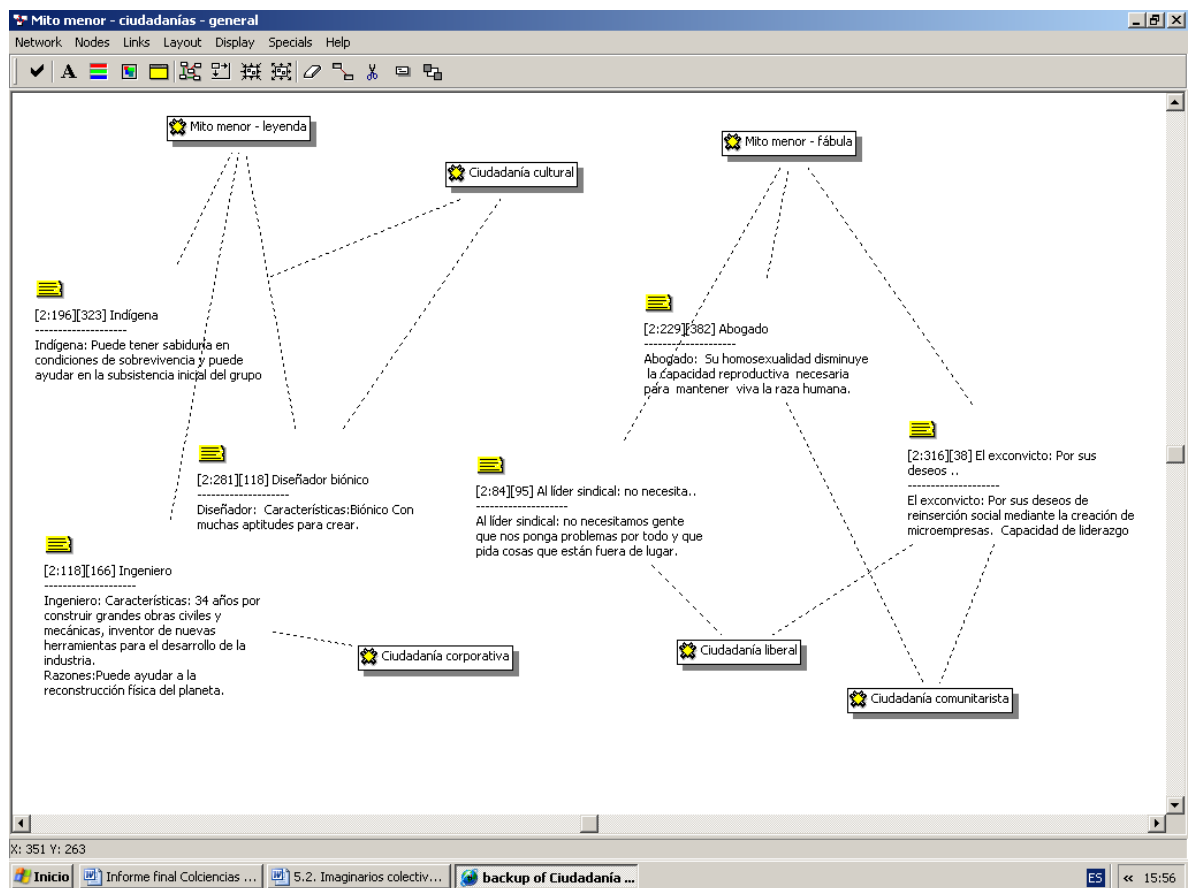 Mito menor - ciudadanías - general
Network Nodes Links Layout Display Specials Help
A
Mito menor - leyenda
Mito menor - fábula
Ciudadanía cultural
[2:196][323] Indígena
--------------------
Indígena: Puede tener sabiduría en
condiciones de sobrevivencia y puede
ayudar en la subsistencia inicial del grupo
[2:229][382] Abogado
--------------------
Abogado: Su homosexualidad disminuye
la capacidad reproductiva necesaria
para mantener viva la raza humana.
[2:281][118] Diseñador biónico
--------------------
Diseñador: Características:Biónico Con
muchas aptitudes para crear.
[2:84][95] Al líder sindical: no necesita..
--------------------
Al líder sindical: no necesitamos gente
que nos ponga problemas por todo y que
pida cosas que están fuera de lugar.
[2:316][38] El exconvicto: Por sus
deseos ..
--------------------
El exconvicto: Por sus deseos de
reinserción social mediante la creación de
microempresas. Capacidad de liderazgo
[2:118][166] Ingeniero
--------------------
Ingeniero: Características: 34 años por
construir grandes obras civiles y
mecánicas, inventor de nuevas
herramientas para el desarollo de la
industria.
Razones:Puede ayudar a la
reconstrucción física del planeta.
Ciudadanía corporativa
Ciudadanía liberal
Ciudadanía comunitarista
X: 351 Y: 263
Inicio
Informe final Colciencias ...
5.2. Imaginarios colectiv...
backup of Ciudadanía ...
ES
« 15:56